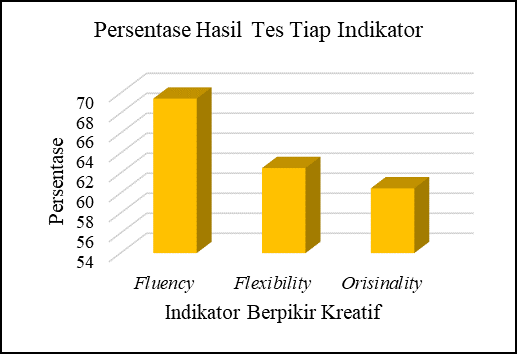 Persentase Hasil Tes Tiap Indikator
70
68
66
64
62
60
58
56
54
Persentase
Fluency Flexibility Orisinality
Indikator Berpikir Kreatif